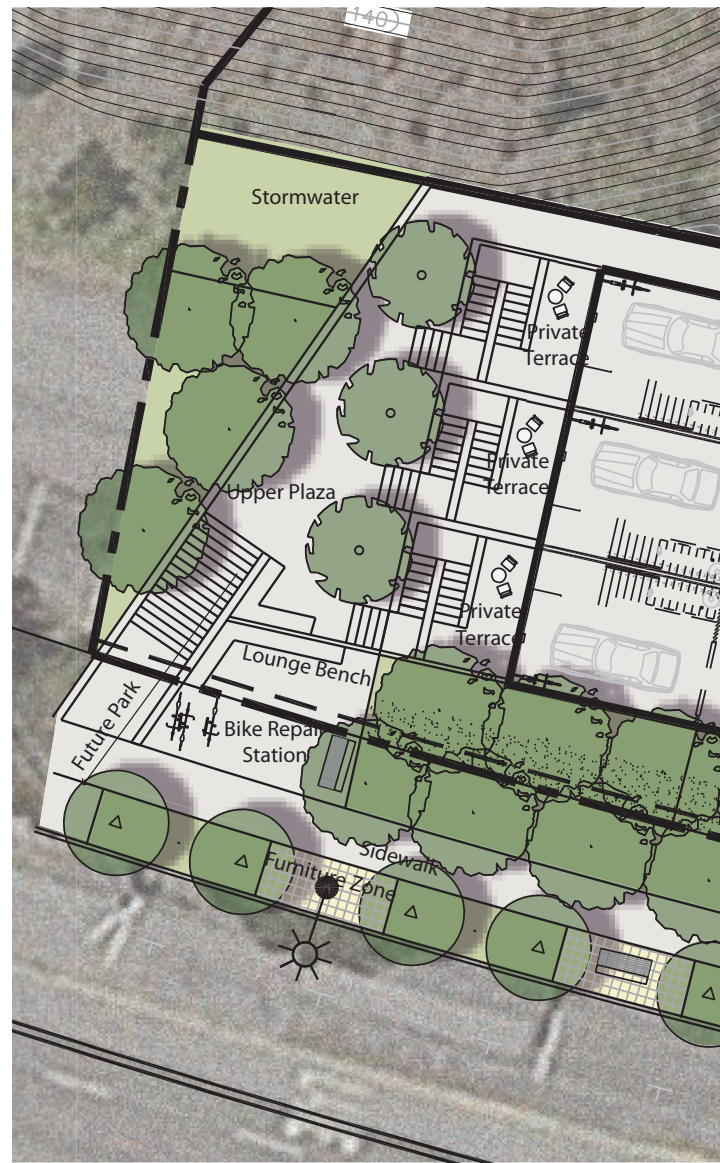 140
Stormwater
Private
Terrace
Private
Terrace
Upper Plaza
Private
Terrace
Lounge Bench
Future Park
Bike Repair
Station
Sidewalk
Furniture Zone